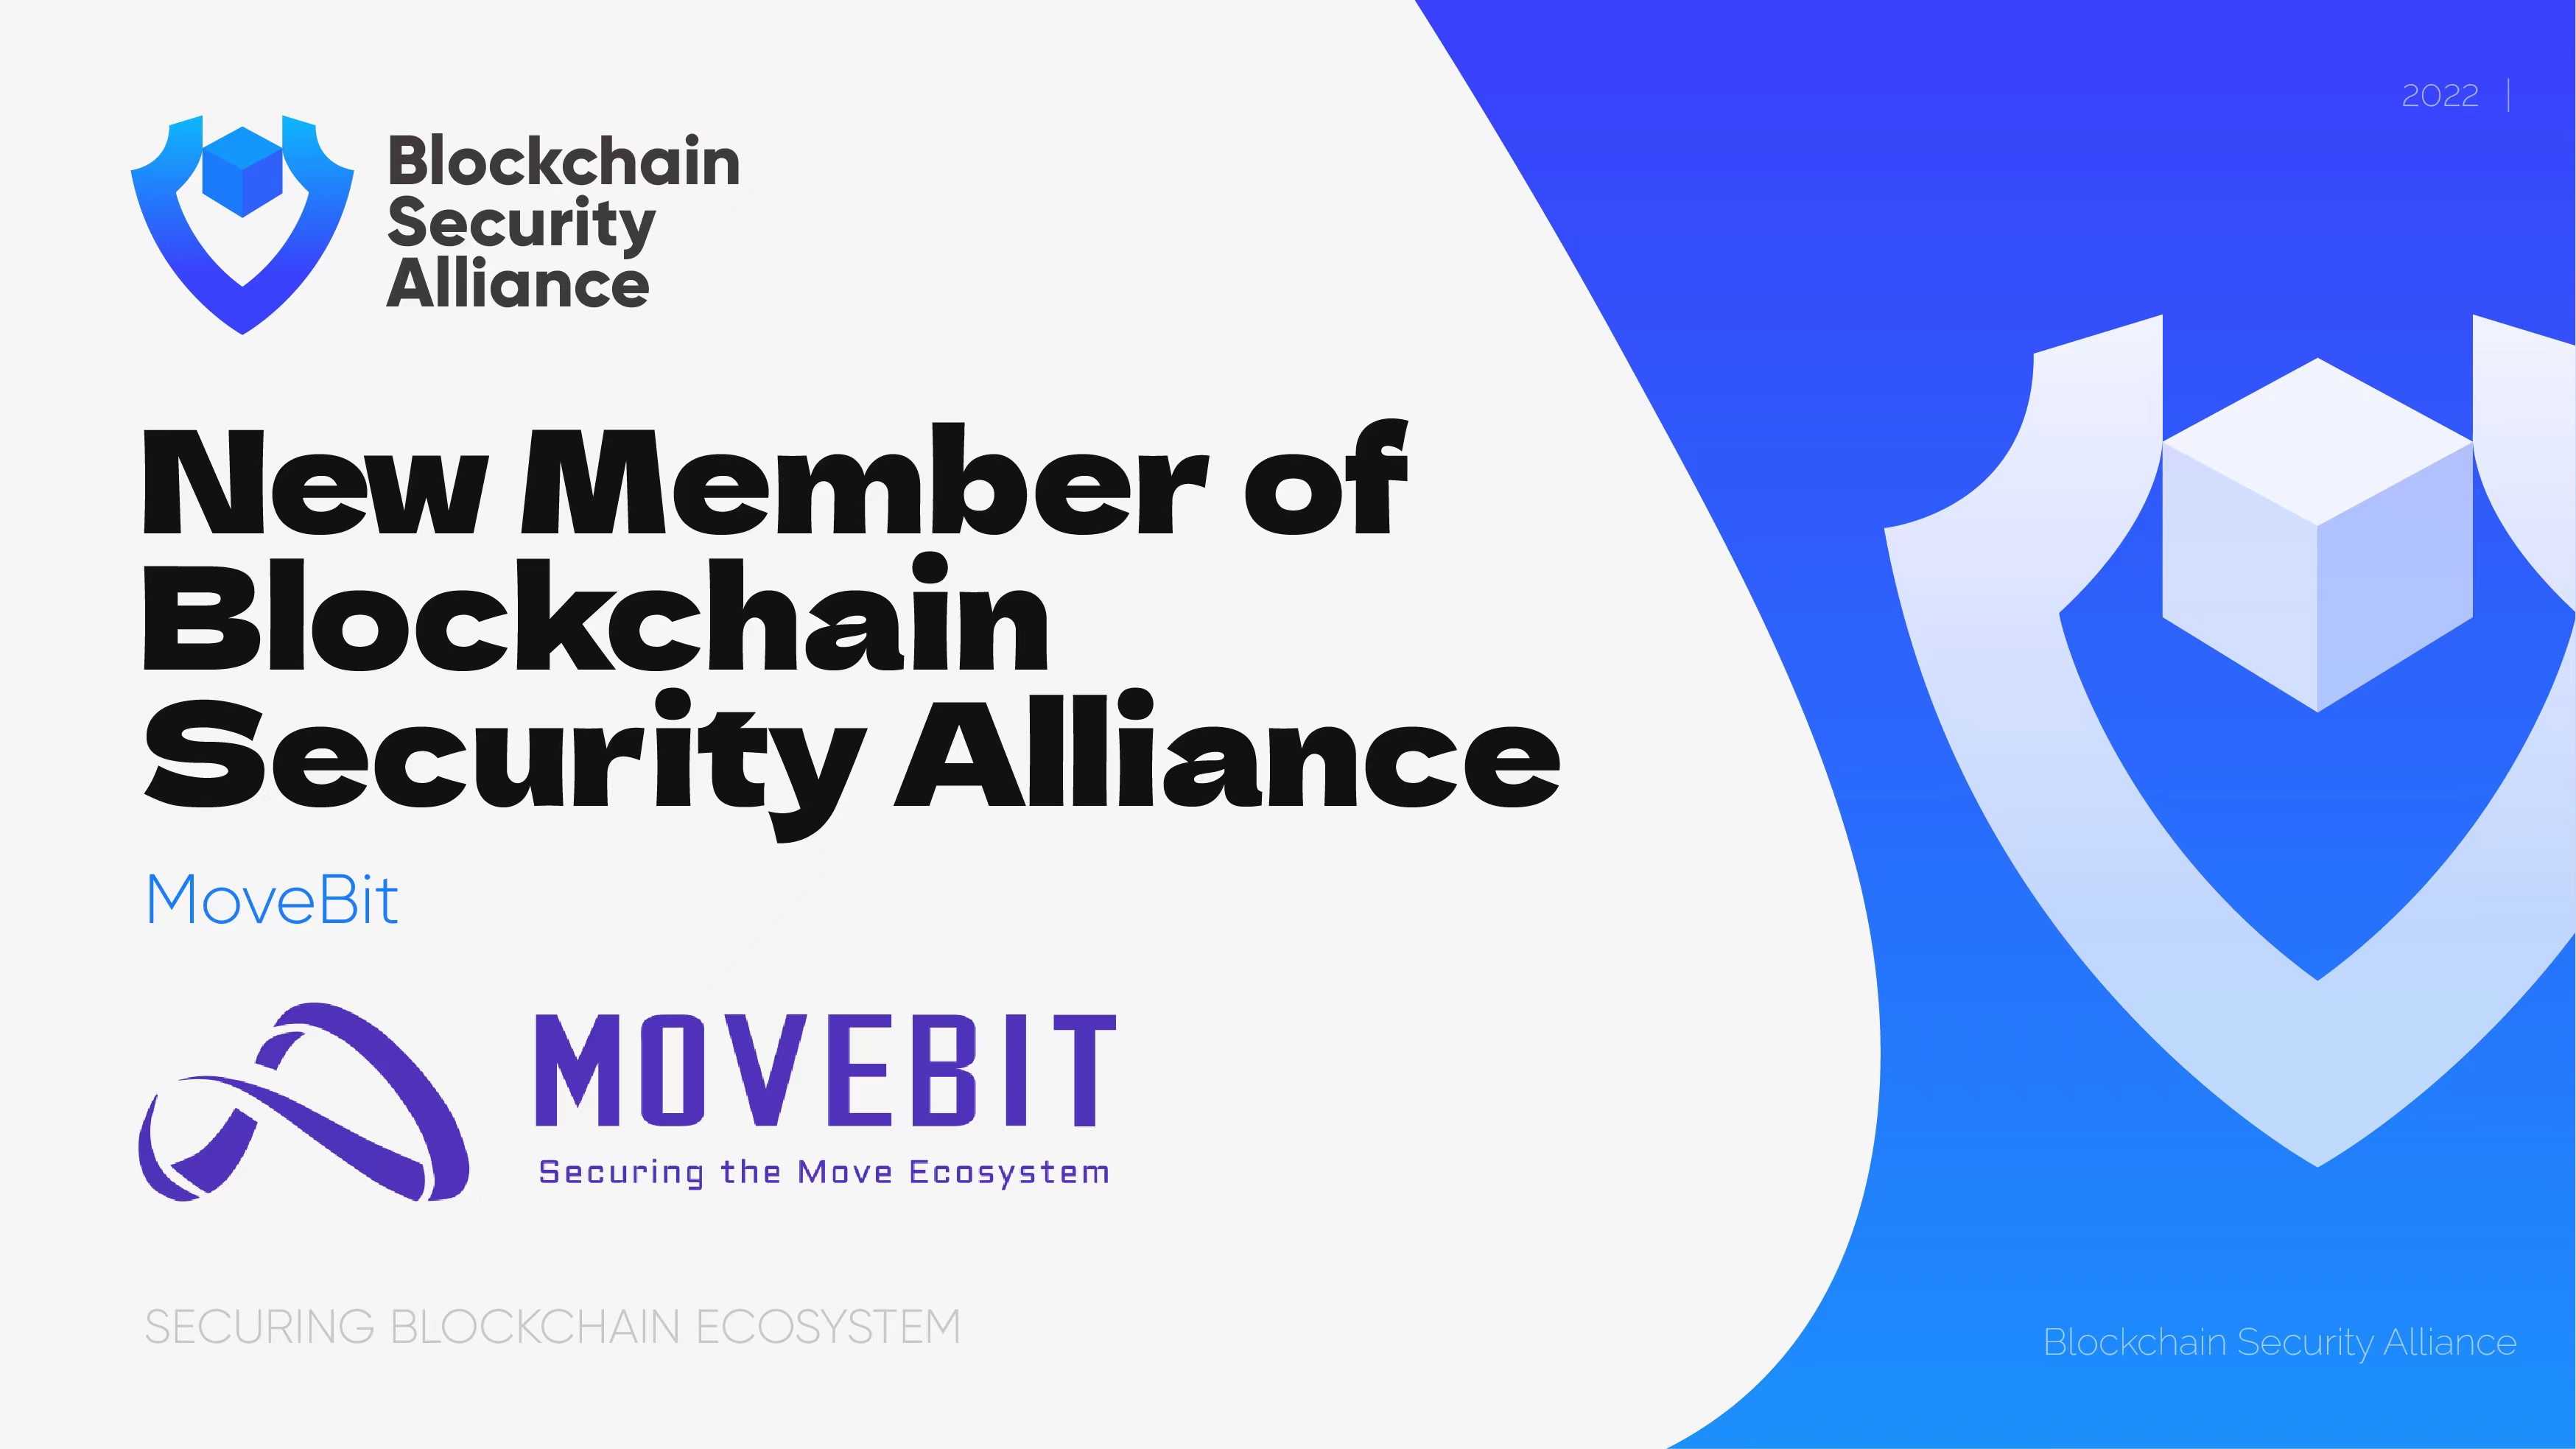 2022 |
Blockchain
Security
Alliance
New Member of
Blockchain
Security Alliance
MoveBit
MOVEBIT
Securing the Move Ecosystem
SECURING BLOCKCHAIN ECOSYSTEM
Blockchain Security Alliance